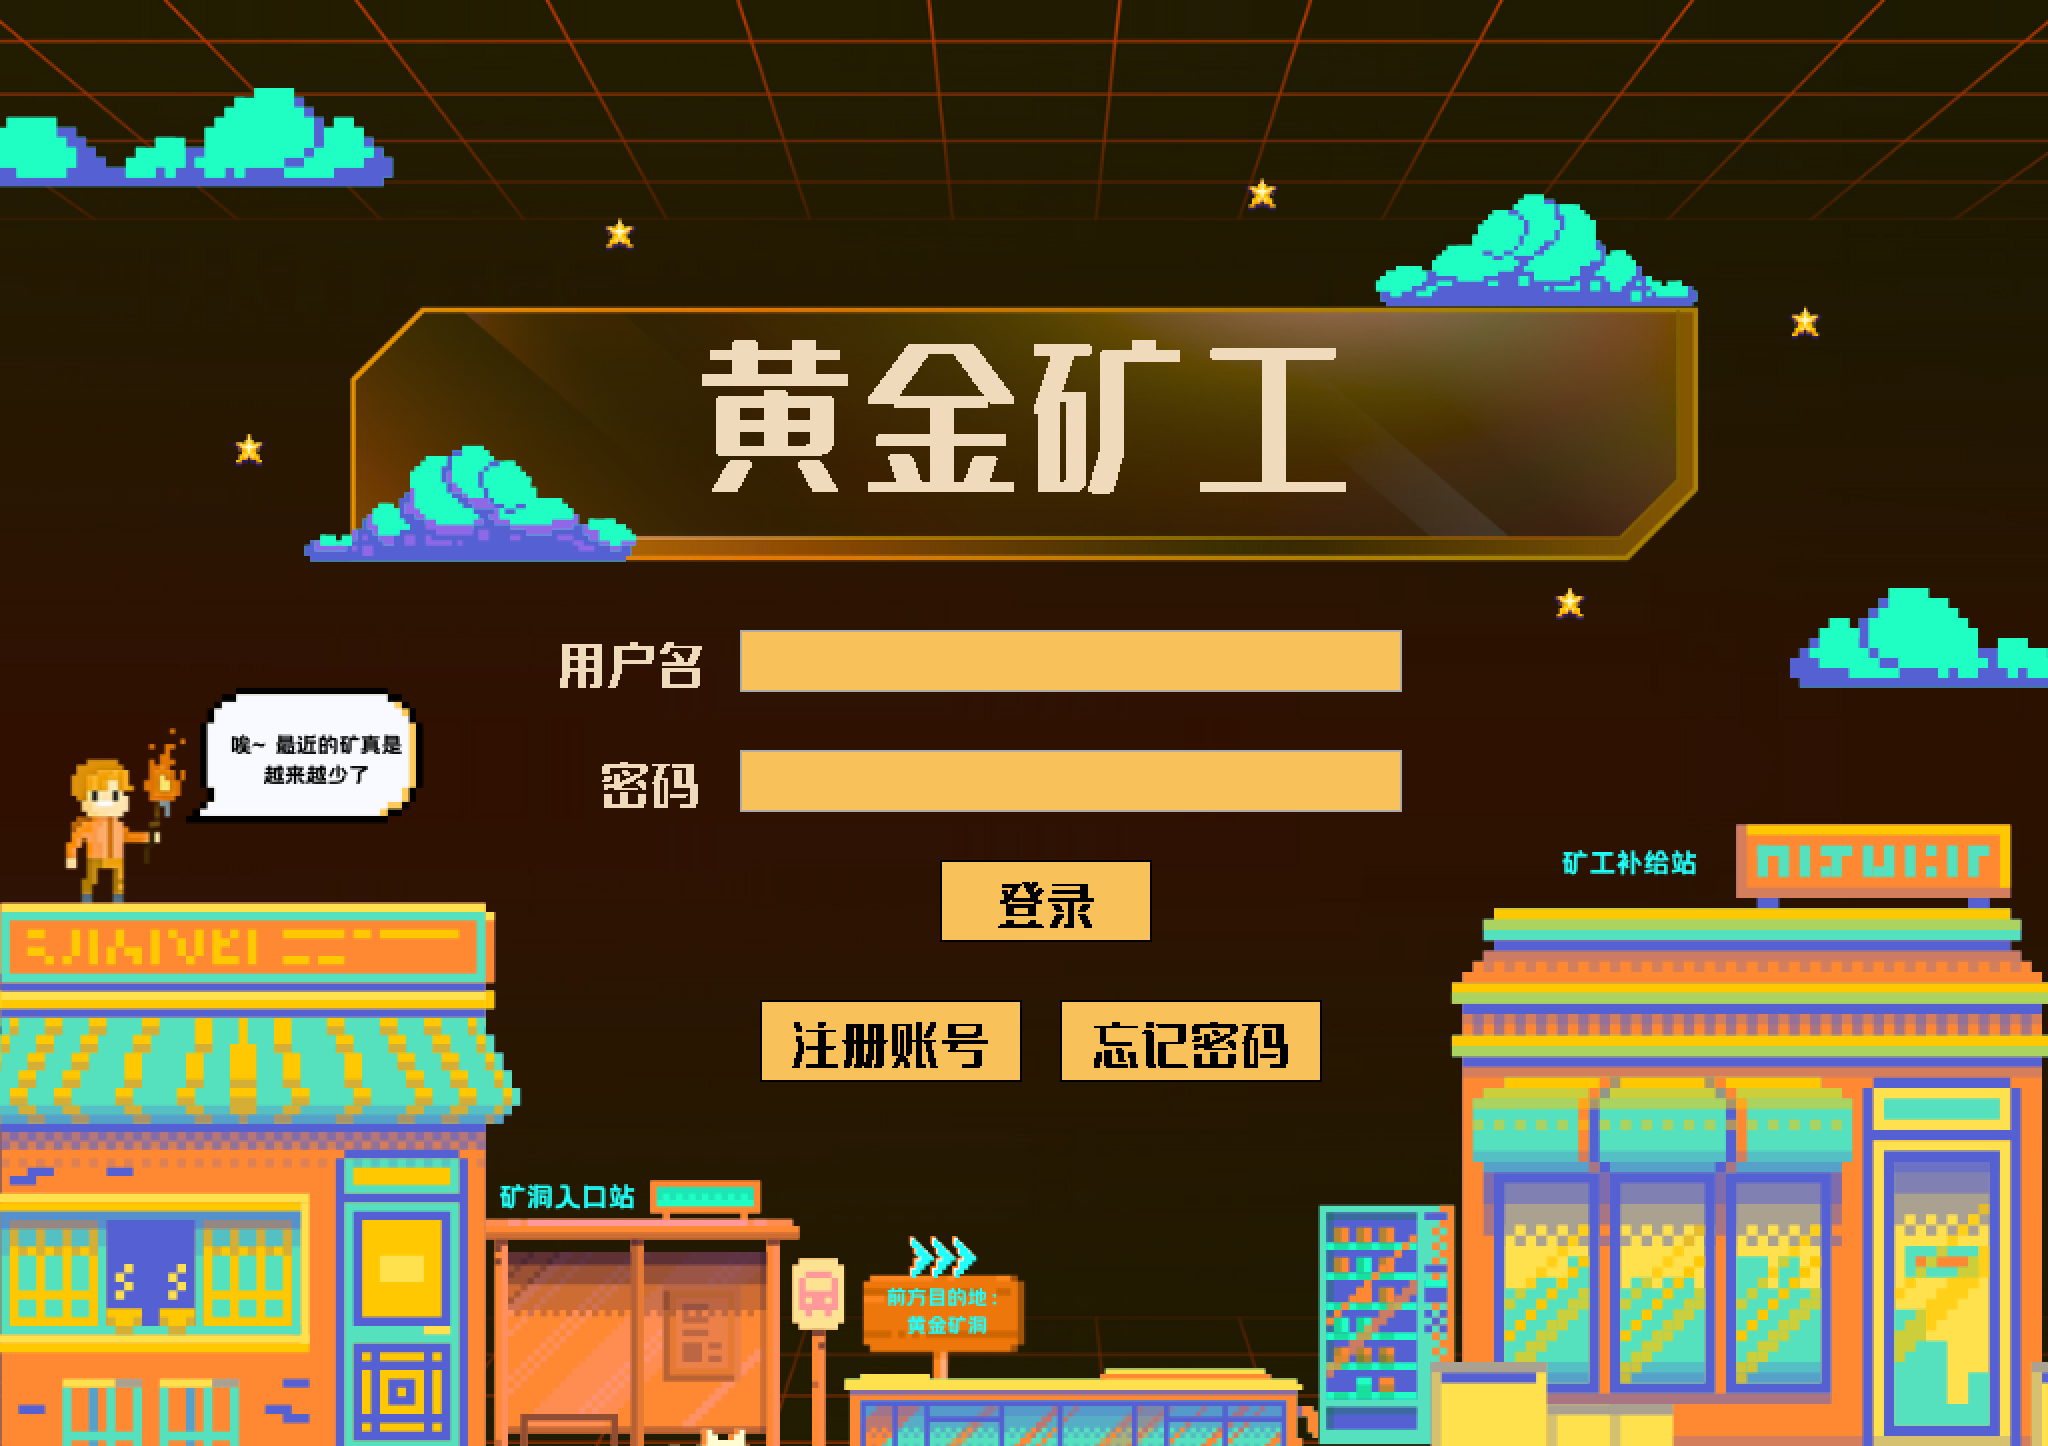 黄金矿工
用户名
密码
唉~ 最近的矿真是
越来越少了
登录
矿工补给站
注册账号
忘记密码
矿洞入口站
前方目的地：
黄金矿洞